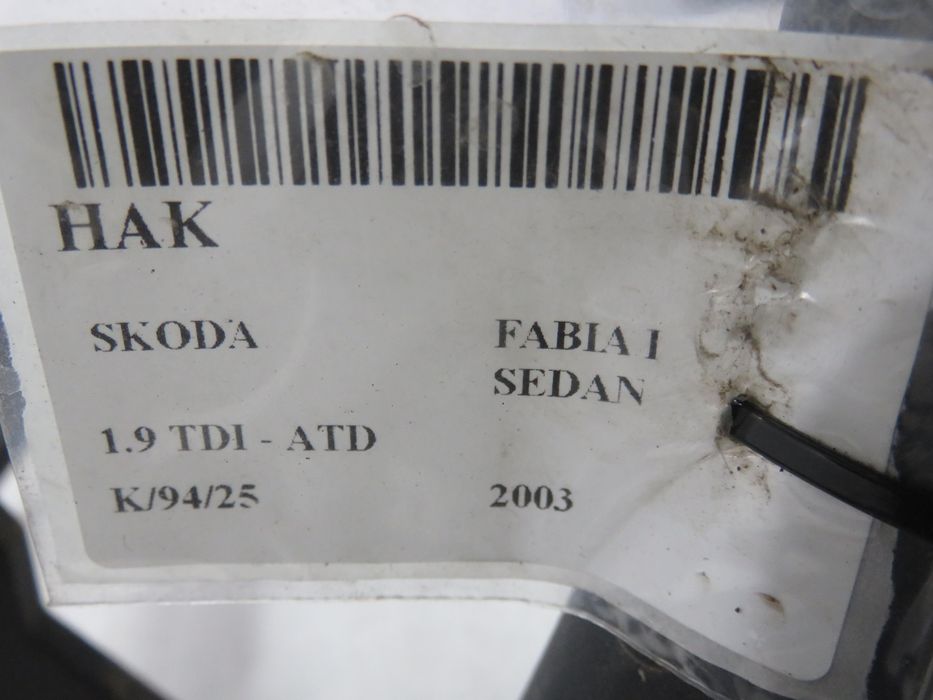 HAK
SKODA
FABIA I
SEDAN
1.9 TDI - ATD
K/94/25
2003